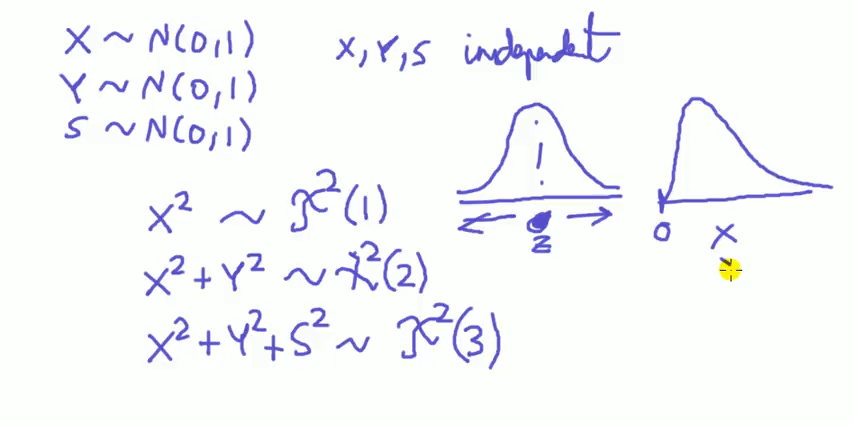 X ~ N(0,1)
X, Y, S independent
Y ~ N(0,1)
S ~ N(0,1)
X² ~ χ²(1)
X² + Y² ~ χ²(2)
X² + Y² + S² ~ χ²(3)
z
0
X